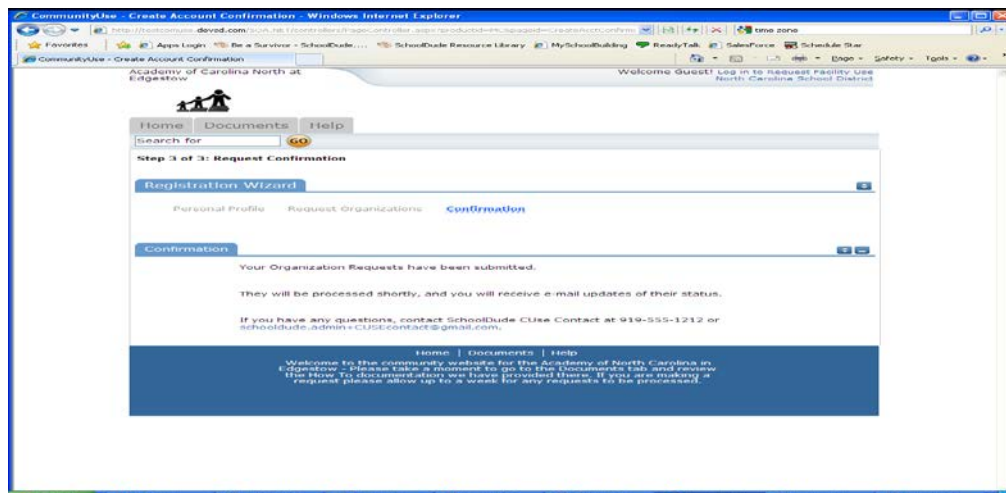 CommunityUse - Create Account Confirmation - Windows Internet Explorer
time zone
Favorites Apps Login Be a Survivor - SchoolDude.... SchoolDude Resource Library MySchoolBuilding ReadyTalk SalesForce Schedule Star
CommunityUse - Create Account Confirmation Page Safety Tools
Academy of Carolina North at
Edgestow
Welcome Guest! Log in to Request Facility Use
North Carolina School District
Home Documents Help
Search for GO
Step 3 of 3: Request Confirmation
Registration Wizard
Personal Profile Request Organizations Confirmation
Confirmation
Your Organization Requests have been submitted.
They will be processed shortly, and you will receive e-mail updates of their status.
If you have any questions, contact SchoolDude CUse Contact at 919-555-1212 or
schooldude.admin+CUSEcontact@gmail.com.
Home | Documents | Help
Welcome to the community website for the Academy of North Carolina in
Edgestow - Please take a moment to go to the Documents tab and review
the How To documentation we have provided there. If you are making a
request please allow up to a week for any requests to be processed.